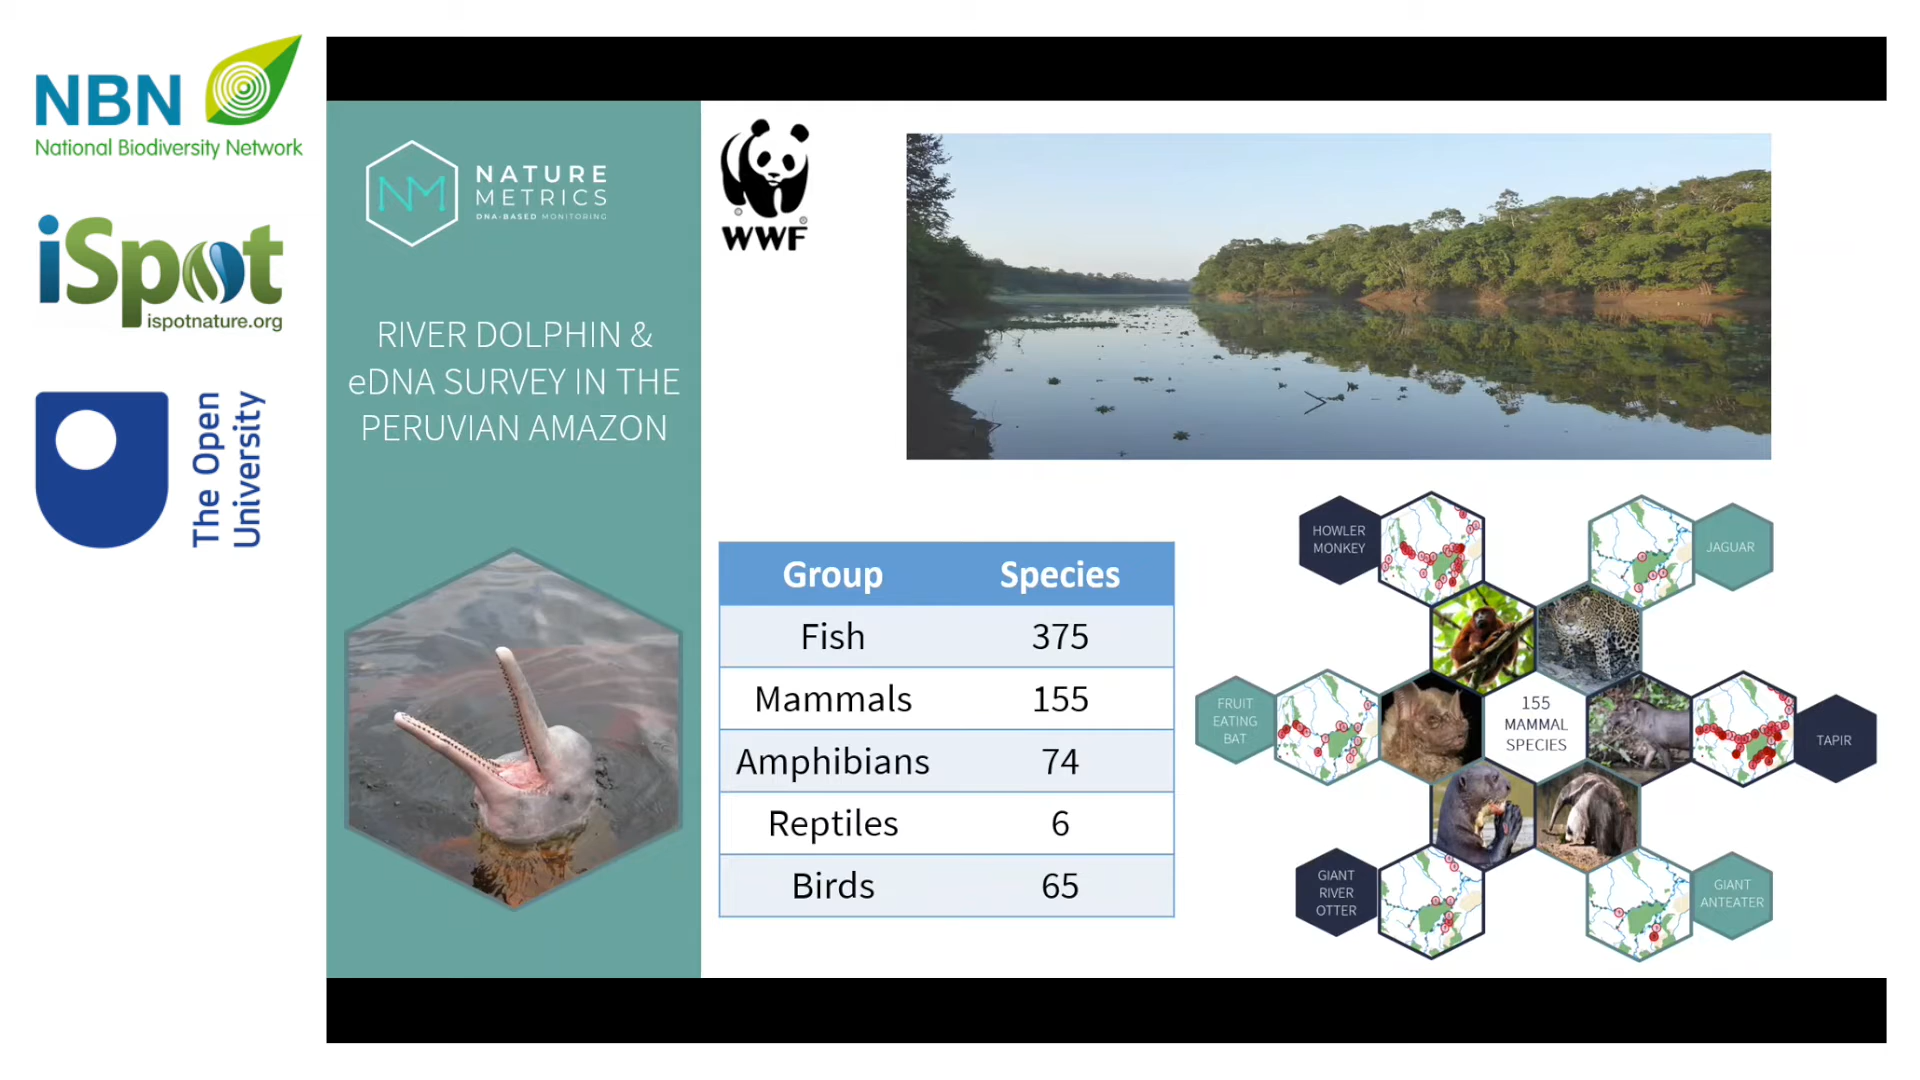 NBN
National Biodiversity Network
iSpot
ispotnature.org
The Open
University
NATURE
METRICS
DNA-BASED MONITORING
RIVER DOLPHIN &
eDNA SURVEY IN THE
PERUVIAN AMAZON
WWF
Group Species
Fish 375
Mammals 155
Amphibians 74
Reptiles 6
Birds 65
HOWLER
MONKEY
JAGUAR
FRUIT
EATING
BAT
155
MAMMAL
SPECIES
TAPIR
GIANT
RIVER
OTTER
GIANT
ANTEATER